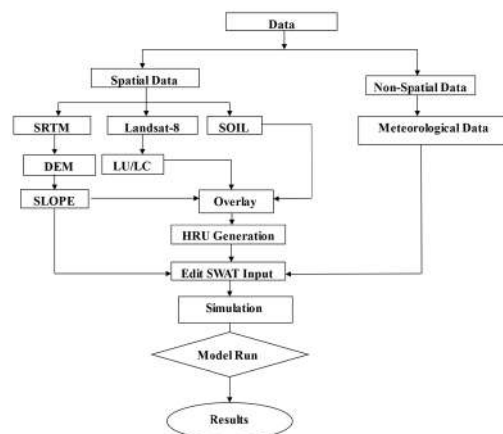 Data
Spatial Data
Non-Spatial Data
SRTM
Landsat-8
SOIL
Meteorological Data
DEM
LU/LC
SLOPE
Overlay
HRU Generation
Edit SWAT Input
Simulation
Model Run
Results